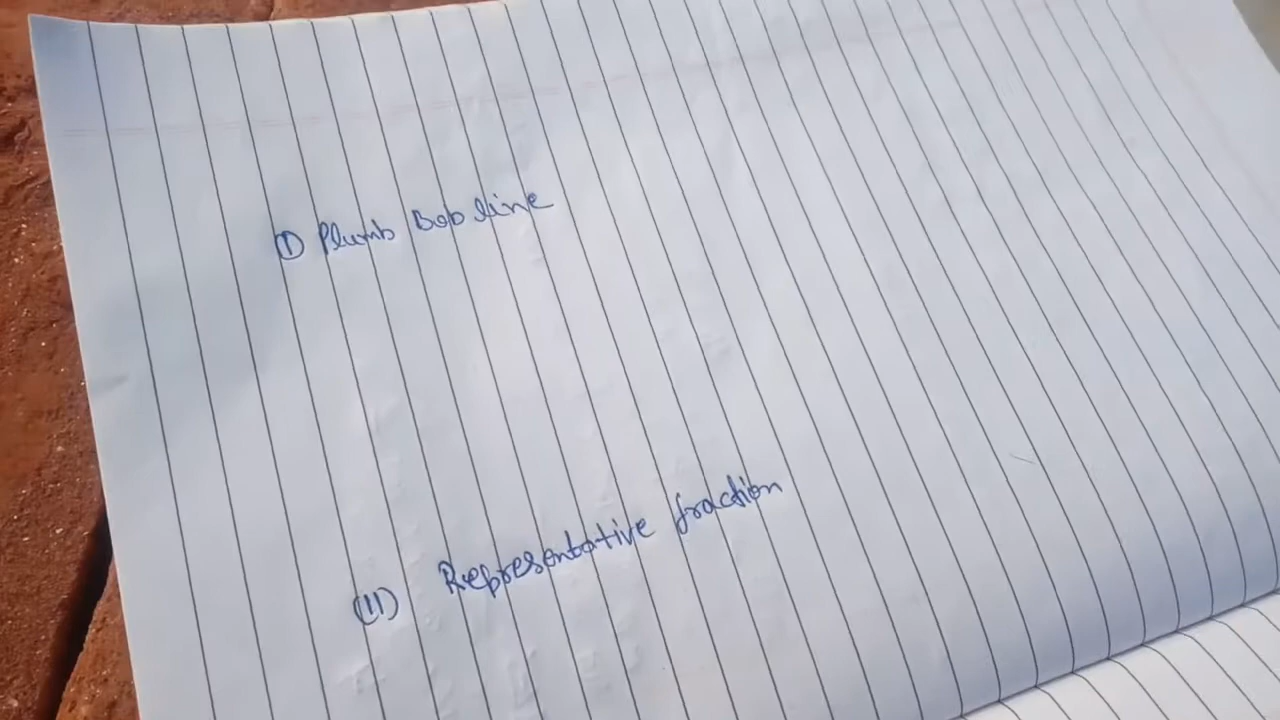 (I) Plumb Bob line
(II) Representative fraction